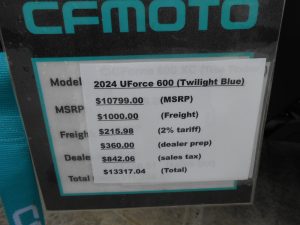 CFMOTO
Model
2024 UForce 600 (Twilight Blue)
MSRP
$10799.00 (MSRP)
$1000.00 (Freight)
Freigh
$215.98 (2% tariff)
$360.00 (dealer prep)
Deale
$842.06 (sales tax)
Total
$13317.04 (Total)